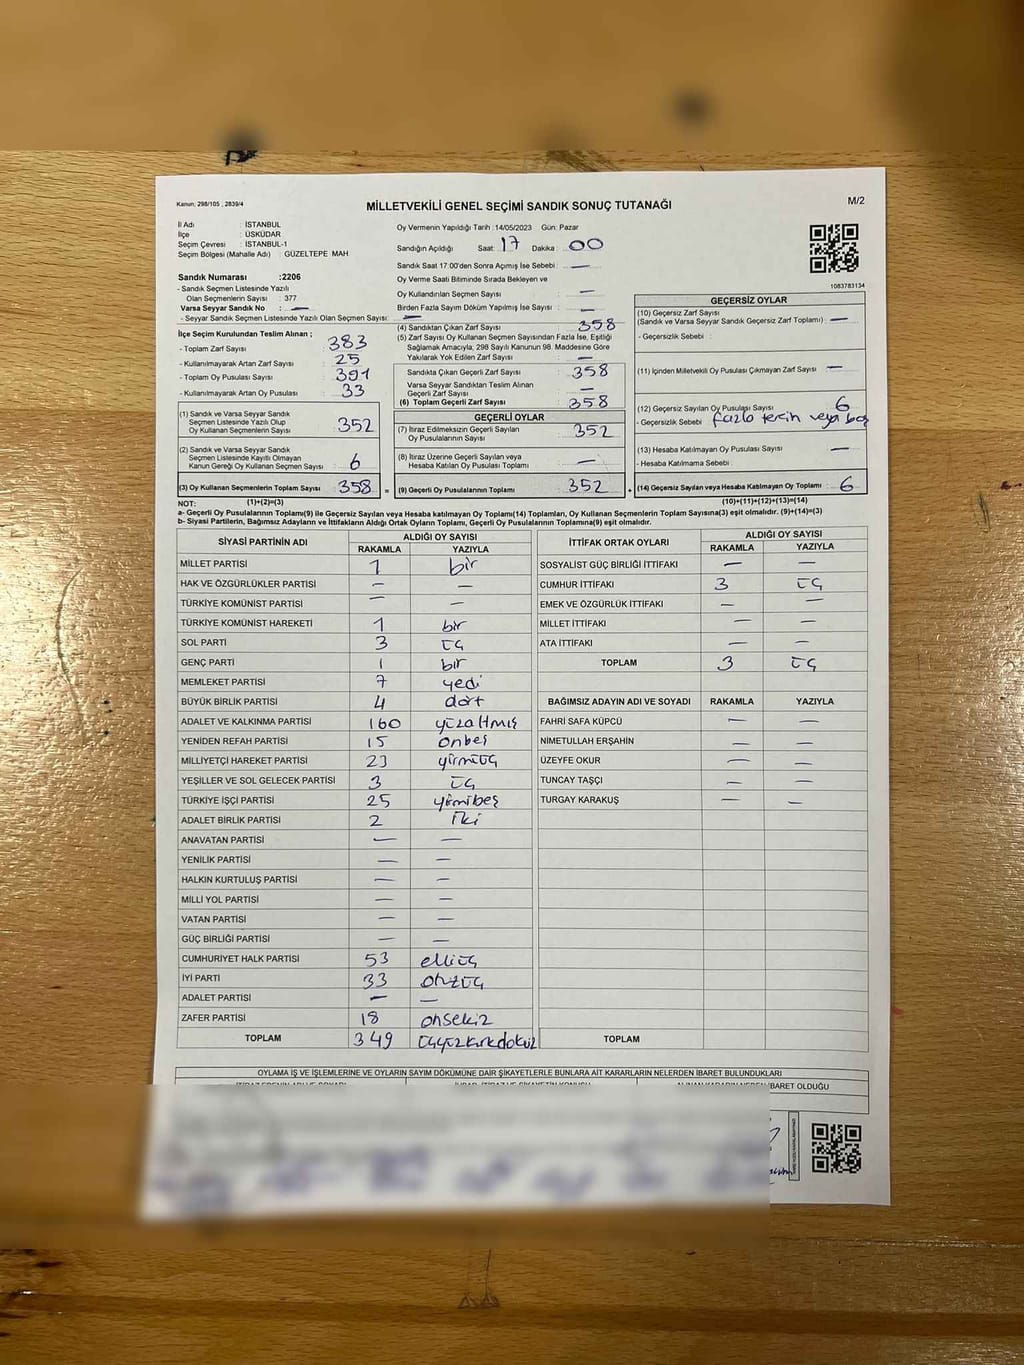 Kanun; 298/105 , 2839/4
MİLLETVEKİLİ GENEL SEÇİMİ SANDIK SONUÇ TUTANAĞI
M/2
İl Adı : İSTANBUL
İlçe : ÜSKÜDAR
Seçim Çevresi : İSTANBUL-1
Seçim Bölgesi (Mahalle Adı) : GÜZELTEPE MAH
Sandık Numarası :2206
- Sandık Seçmen Listesinde Yazılı
Olan Seçmenlerin Sayısı : 377
Varsa Seyyar Sandık No : —
- Seyyar Sandık Seçmen Listesinde Yazılı Olan Seçmen Sayısı : —
İlçe Seçim Kurulundan Teslim Alınan ;
- Toplam Zarf Sayısı : 383
- Kullanılmayarak Artan Zarf Sayısı : 25
- Toplam Oy Pusulası Sayısı : 391
- Kullanılmayarak Artan Oy Pusulası : 33
(1) Sandık ve Varsa Seyyar Sandık
Seçmen Listesinde Yazılı Olup
Oy Kullanan Seçmenlerin Sayısı : 352
(2) Sandık ve Varsa Seyyar Sandık
Seçmen Listesinde Kayıtlı Olmayan
Kanun Gereği Oy Kullanan Seçmen Sayısı : 6
(3) Oy Kullanan Seçmenlerin Toplam Sayısı : 358 =
Oy Vermenin Yapıldığı Tarih :14/05/2023 Gün: Pazar
Sandığın Açıldığı Saat: 17 Dakika : 00
Sandık Saat 17:00'den Sonra Açımış İse Sebebi : —
Oy Verme Saati Bitiminde Sırada Bekleyen ve
Oy Kullandırılan Seçmen Sayısı : —
Birden Fazla Sayım Döküm Yapılmış İse Sayısı : —
(4) Sandıktan Çıkan Zarf Sayısı : 358
(5) Zarf Sayısı Oy Kullanan Seçmen Sayısından Fazla İse, Eşitliği
Sağlamak Amacıyla; 298 Sayılı Kanunun 98. Maddesine Göre
Yakılarak Yok Edilen Zarf Sayısı : —
Sandıkta Çıkan Geçerli Zarf Sayısı : 358
Varsa Seyyar Sandıktan Teslim Alınan
Geçerli Zarf Sayısı : —
(6) Toplam Geçerli Zarf Sayısı : 358
GEÇERLİ OYLAR
(7) İtiraz Edilmeksizin Geçerli Sayılan
Oy Pusulalarının Sayısı : 352
(8) İtiraz Üzerine Geçerli Sayılan veya
Hesaba Katılan Oy Pusulası Toplamı : —
(9) Geçerli Oy Pusulalarının Toplamı : 352 +
1083783134
GEÇERSİZ OYLAR
(10) Geçersiz Zarf Sayısı
(Sandık ve Varsa Seyyar Sandık Geçersiz Zarf Toplamı) : —
- Geçersizlik Sebebi :
(11) İçinden Milletvekili Oy Pusulası Çıkmayan Zarf Sayısı : —
(12) Geçersiz Sayılan Oy Pusulası Sayısı : 6
- Geçersizlik Sebebi : fazla tercih veya boş
(13) Hesaba Katılmayan Oy Pusulası Sayısı : —
- Hesaba Katılmama Sebebi :
(14) Geçersiz Sayılan veya Hesaba Katılmayan Oy Toplamı : 6
NOT: (1)+(2)=(3) (10)+(11)+(12)+(13)=(14)
a- Geçerli Oy Pusulalarının Toplamı(9) ile Geçersiz Sayılan veya Hesaba katılmayan Oy Toplamı(14) Toplamları, Oy Kullanan Seçmenlerin Toplam Sayısına(3) eşit olmalıdır. (9)+(14)=(3)
b- Siyasi Partilerin, Bağımsız Adayların ve İttifakların Aldığı Ortak Oyların Toplamı, Geçerli Oy Pusulalarının Toplamına(9) eşit olmalıdır.
SİYASİ PARTİNİN ADI ALDIĞI OY SAYISI
RAKAMLA YAZIYLA
MİLLET PARTİSİ 1 bir
HAK VE ÖZGÜRLÜKLER PARTİSİ — —
TÜRKİYE KOMÜNİST PARTİSİ — —
TÜRKİYE KOMÜNİST HAREKETİ 1 bir
SOL PARTİ 3 üç
GENÇ PARTİ 1 bir
MEMLEKET PARTİSİ 7 yedi
BÜYÜK BİRLİK PARTİSİ 4 dört
ADALET VE KALKINMA PARTİSİ 160 yüzaltmış
YENİDEN REFAH PARTİSİ 15 onbeş
MİLLİYETÇİ HAREKET PARTİSİ 23 yirmiüç
YEŞİLLER VE SOL GELECEK PARTİSİ 3 üç
TÜRKİYE İŞÇİ PARTİSİ 25 yirmibeş
ADALET BİRLİK PARTİSİ 2 iki
ANAVATAN PARTİSİ — —
YENİLİK PARTİSİ — —
HALKIN KURTULUŞ PARTİSİ — —
MİLLİ YOL PARTİSİ — —
VATAN PARTİSİ — —
GÜÇ BİRLİĞİ PARTİSİ — —
CUMHURİYET HALK PARTİSİ 53 elliüç
İYİ PARTİ 33 otuzüç
ADALET PARTİSİ — —
ZAFER PARTİSİ 18 onsekiz
TOPLAM 349 üçyüzkırkdokuz
İTTİFAK ORTAK OYLARI ALDIĞI OY SAYISI
RAKAMLA YAZIYLA
SOSYALİST GÜÇ BİRLİĞİ İTTİFAKI — —
CUMHUR İTTİFAKI 3 üç
EMEK VE ÖZGÜRLÜK İTTİFAKI — —
MİLLET İTTİFAKI — —
ATA İTTİFAKI — —
TOPLAM 3 üç
BAĞIMSIZ ADAYIN ADI VE SOYADI RAKAMLA YAZIYLA
FAHRİ SAFA KÜPCÜ — —
NİMETULLAH ERŞAHİN — —
ÜZEYFE OKUR — —
TUNCAY TAŞÇI — —
TURGAY KARAKUŞ — —
TOPLAM
OYLAMA İŞ VE İŞLEMLERİNE VE OYLARIN SAYIM DÖKÜMÜNE DAİR ŞİKAYETLERLE BUNLARA AİT KARARLARIN NELERDEN İBARET BULUNDUKLARI
İBARET OLDUĞU